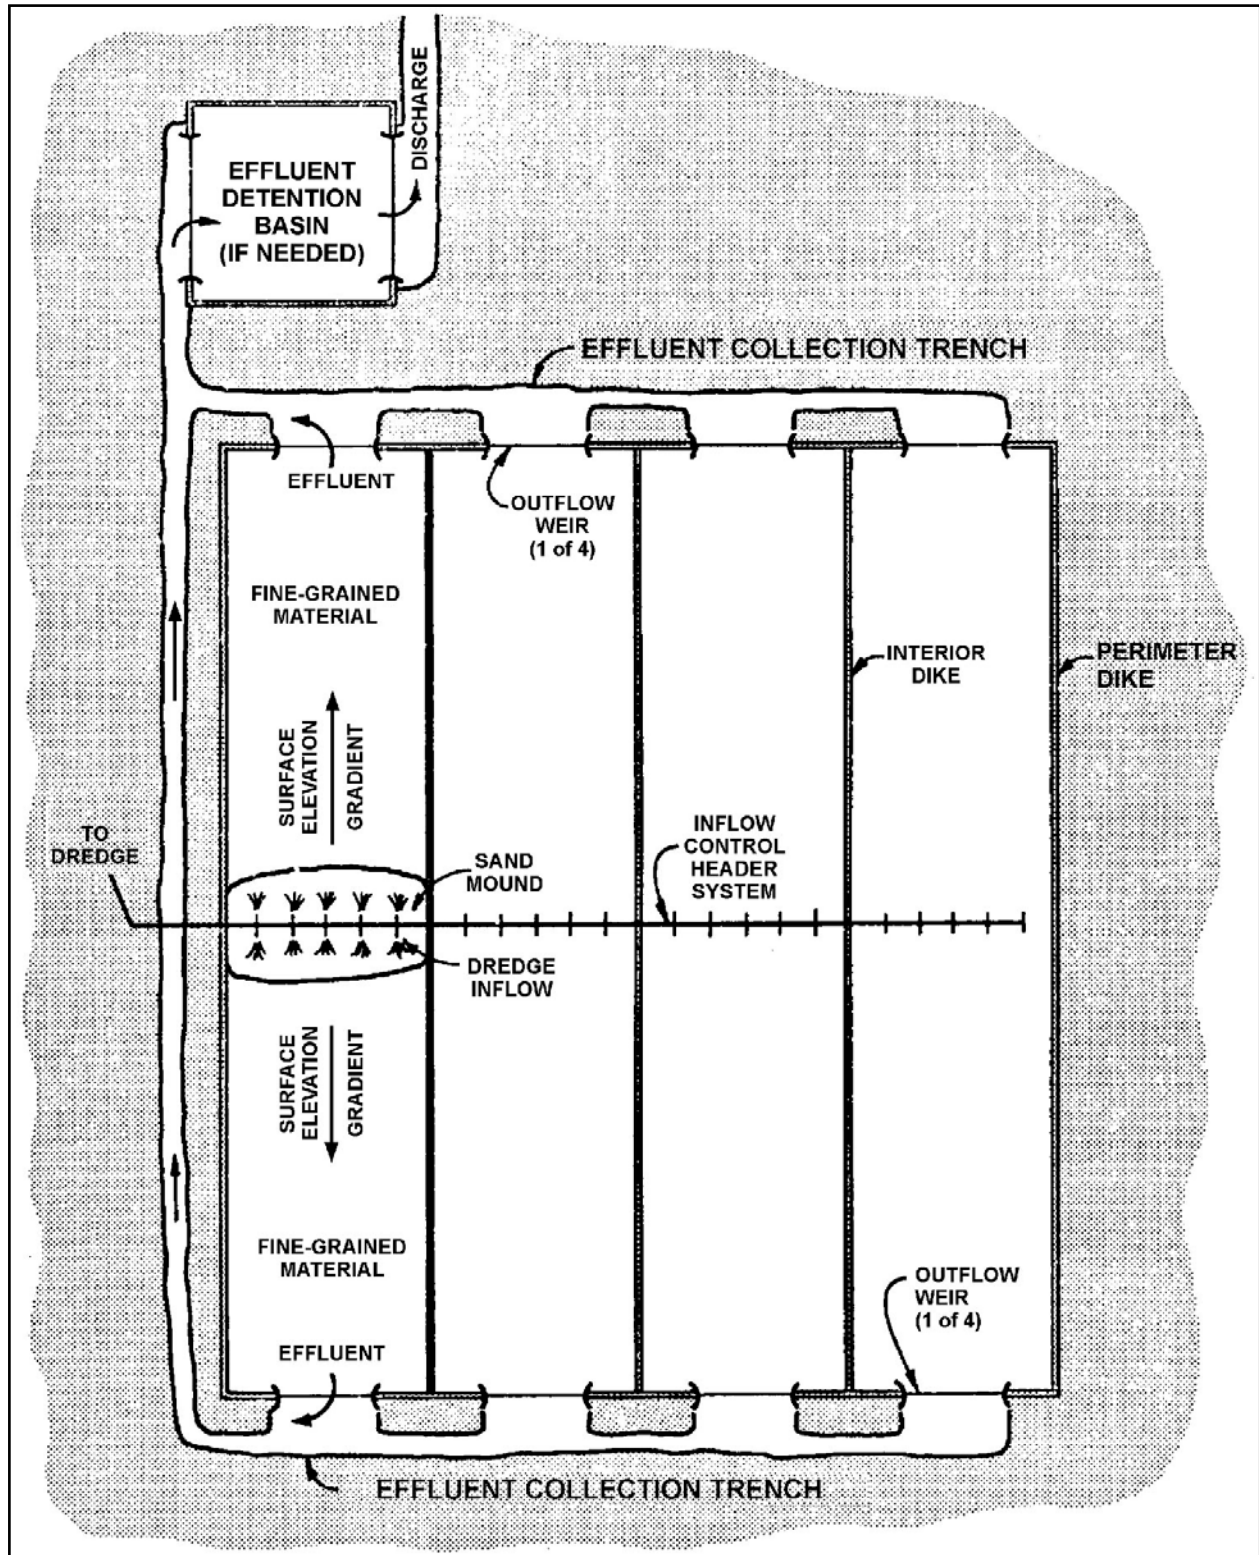 DISCHARGE
EFFLUENT
DETENTION
BASIN
(IF NEEDED)
EFFLUENT COLLECTION TRENCH
EFFLUENT
OUTFLOW
WEIR
(1 of 4)
FINE-GRAINED
MATERIAL
INTERIOR
DIKE
PERIMETER
DIKE
SURFACE
ELEVATION
GRADIENT
TO
DREDGE
SAND
MOUND
INFLOW
CONTROL
HEADER
SYSTEM
DREDGE
INFLOW
SURFACE
ELEVATION
GRADIENT
FINE-GRAINED
MATERIAL
OUTFLOW
WEIR
(1 of 4)
EFFLUENT
EFFLUENT COLLECTION TRENCH